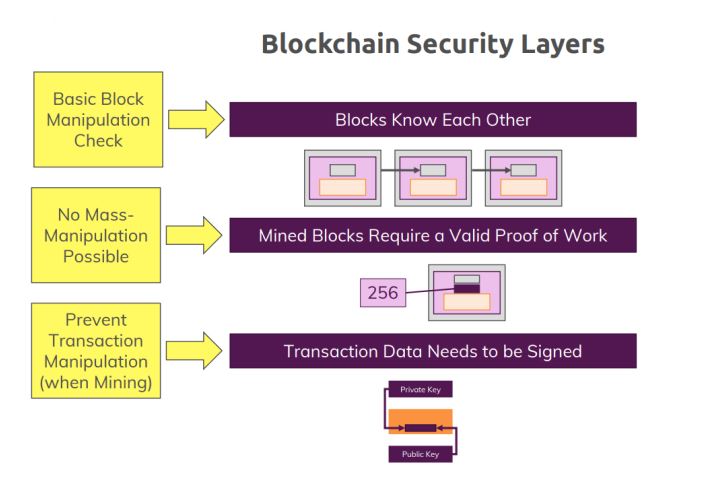 Blockchain Security Layers
Basic Block
Manipulation
Check
Blocks Know Each Other
No Mass-
Manipulation
Possible
Mined Blocks Require a Valid Proof of Work
256
Prevent
Transaction
Manipulation
(when Mining)
Transaction Data Needs to be Signed
Private Key
Public Key